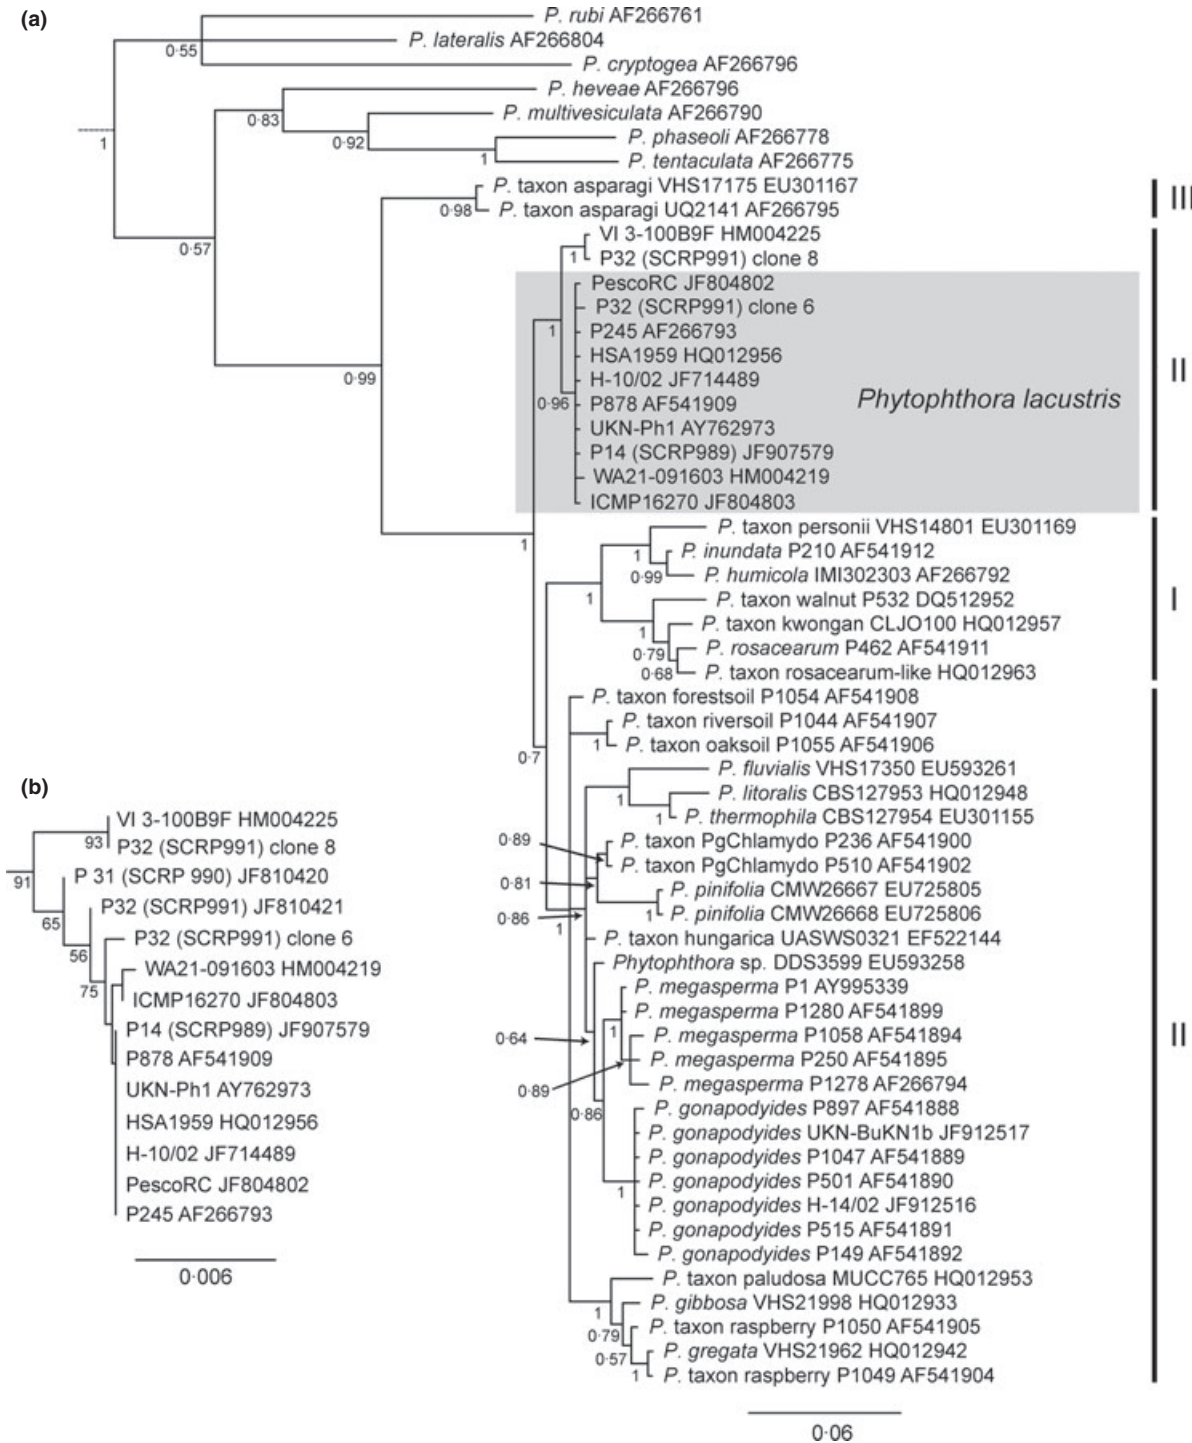 (a)
P. rubi AF266761
P. lateralis AF266804
0·55
P. cryptogea AF266796
P. heveae AF266796
0·83
P. multivesiculata AF266790
1
0·92
P. phaseoli AF266778
1
P. tentaculata AF266775
P. taxon asparagi VHS17175 EU301167
III
0·98
P. taxon asparagi UQ2141 AF266795
0·57
VI 3-100B9F HM004225
1
P32 (SCRP991) clone 8
PescoRC JF804802
P32 (SCRP991) clone 6
1
P245 AF266793
HSA1959 HQ012956
II
0·99
H-10/02 JF714489
0·96
P878 AF541909
Phytophthora lacustris
UKN-Ph1 AY762973
P14 (SCRP989) JF907579
WA21-091603 HM004219
ICMP16270 JF804803
P. taxon personii VHS14801 EU301169
1
1
P. inundata P210 AF541912
0·99
P. humicola IMI302303 AF266792
1
P. taxon walnut P532 DQ512952
I
1
P. taxon kwongan CLJO100 HQ012957
0·79
P. rosacearum P462 AF541911
0·68
P. taxon rosacearum-like HQ012963
P. taxon forestsoil P1054 AF541908
P. taxon riversoil P1044 AF541907
1
P. taxon oaksoil P1055 AF541906
0·7
P. fluvialis VHS17350 EU593261
1
P. litoralis CBS127953 HQ012948
1
P. thermophila CBS127954 EU301155
0·89
P. taxon PgChlamydo P236 AF541900
P. taxon PgChlamydo P510 AF541902
0·81
P. pinifolia CMW26667 EU725805
0·86
1
1
P. pinifolia CMW26668 EU725806
P. taxon hungarica UASWS0321 EF522144
Phytophthora sp. DDS3599 EU593258
P. megasperma P1 AY995339
P. megasperma P1280 AF541899
1
0·64
P. megasperma P1058 AF541894
II
P. megasperma P250 AF541895
0·89
P. megasperma P1278 AF266794
0·86
P. gonapodyides P897 AF541888
P. gonapodyides UKN-BuKN1b JF912517
P. gonapodyides P1047 AF541889
P. gonapodyides P501 AF541890
1
P. gonapodyides H-14/02 JF912516
P. gonapodyides P515 AF541891
P. gonapodyides P149 AF541892
P. taxon paludosa MUCC765 HQ012953
1
P. gibbosa VHS21998 HQ012933
0·79
P. taxon raspberry P1050 AF541905
0·57
P. gregata VHS21962 HQ012942
1
P. taxon raspberry P1049 AF541904
0·06
(b)
VI 3-100B9F HM004225
93
P32 (SCRP991) clone 8
91
P 31 (SCRP 990) JF810420
65
P32 (SCRP991) JF810421
56
P32 (SCRP991) clone 6
75
WA21-091603 HM004219
ICMP16270 JF804803
P14 (SCRP989) JF907579
P878 AF541909
UKN-Ph1 AY762973
HSA1959 HQ012956
H-10/02 JF714489
PescoRC JF804802
P245 AF266793
0·006